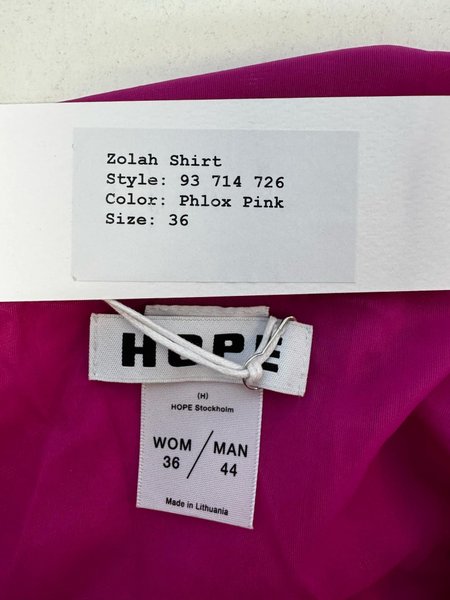 Zolah Shirt
Style: 93 714 726
Color: Phlox Pink
Size: 36
HOPE
(H)
HOPE Stockholm
WOM / MAN
36 44
Made in Lithuania